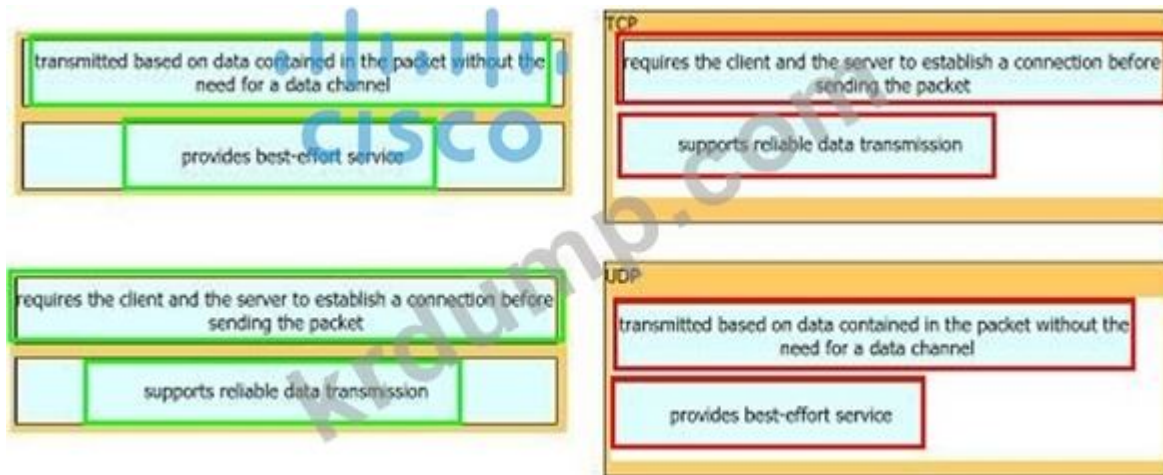 transmitted based on data contained in the packet without the
need for a data channel
CISCO
provides best-effort service
requires the client and the server to establish a connection before
sending the packet
supports reliable data transmission
TCP
requires the client and the server to establish a connection before
sending the packet
supports reliable data transmission
UDP
transmitted based on data contained in the packet without the
need for a data channel
provides best-effort service
krdump.com